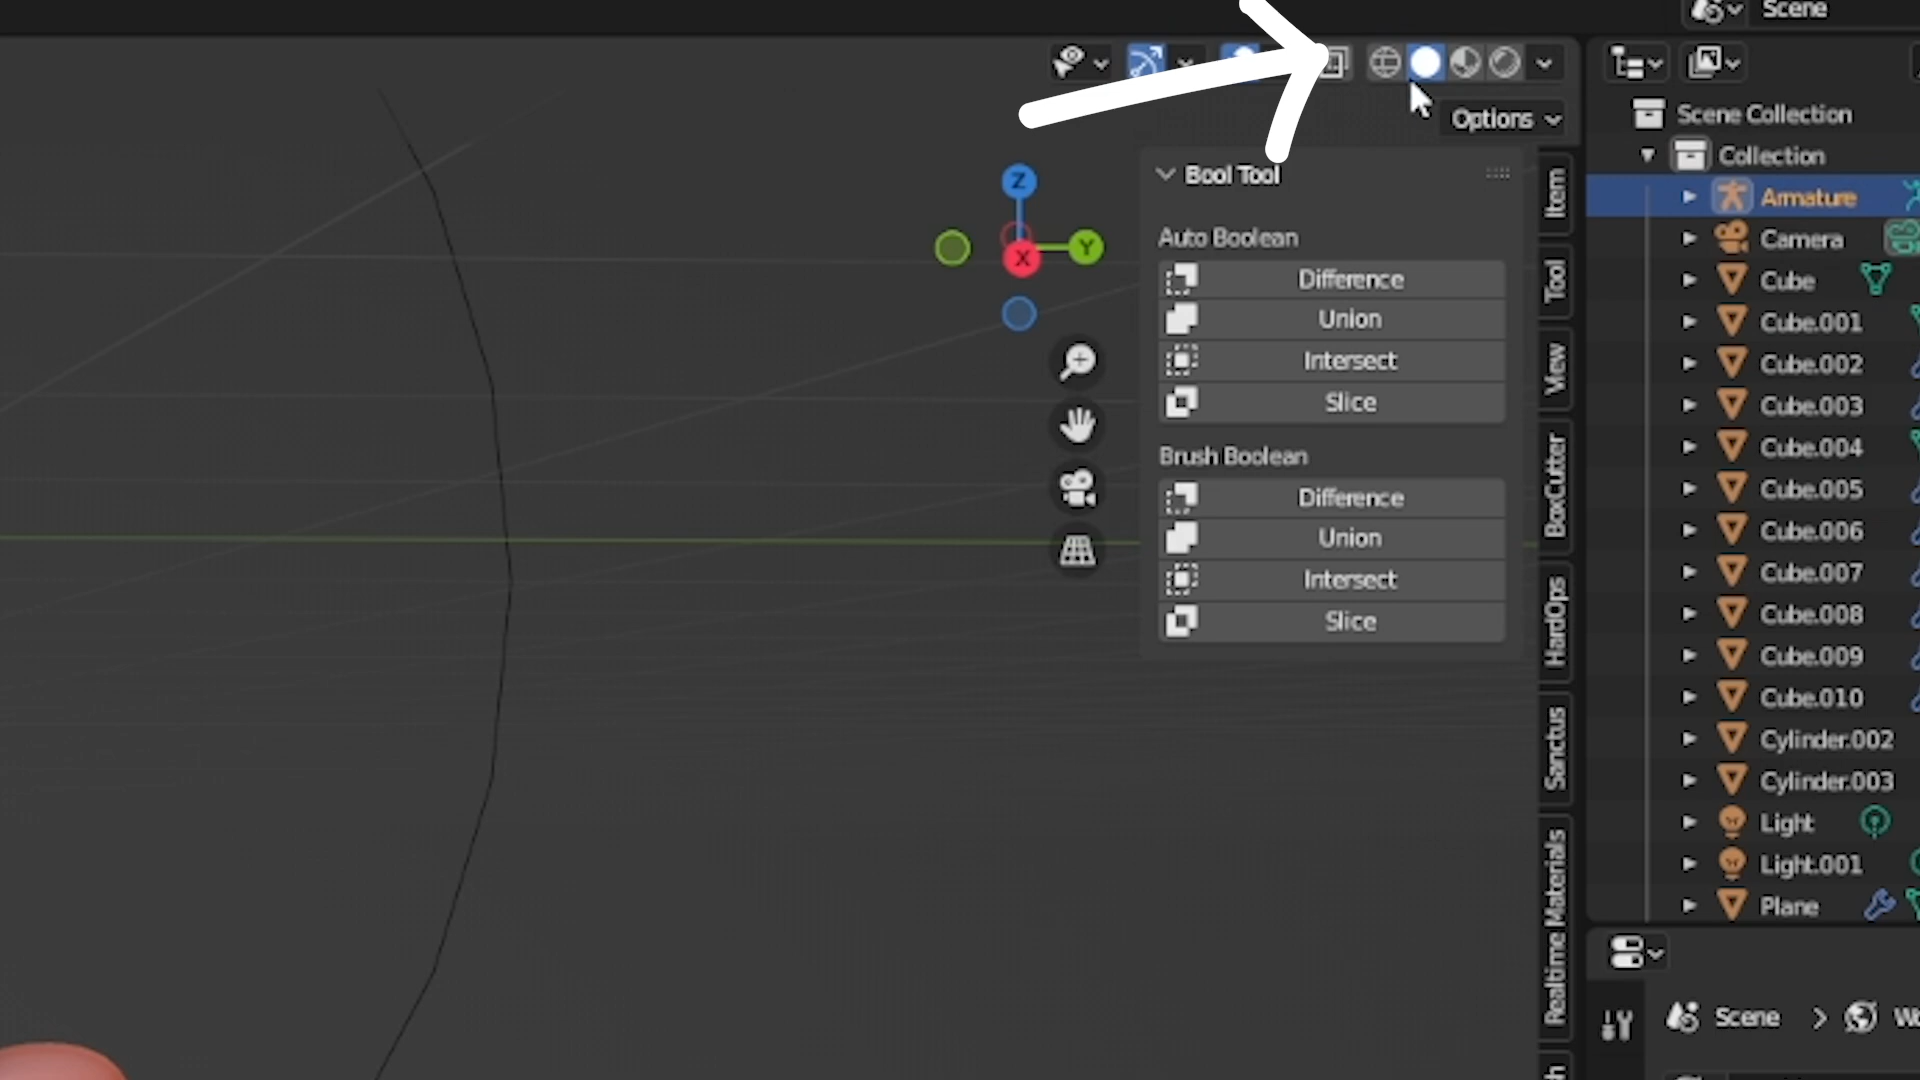 Scene
Options
Scene Collection
Collection
Armature
Camera
Cube
Cube.001
Cube.002
Cube.003
Cube.004
Cube.005
Cube.006
Cube.007
Cube.008
Cube.009
Cube.010
Cylinder.002
Cylinder.003
Light
Light.001
Plane
Z
Y
X
Bool Tool
Auto Boolean
Difference
Union
Intersect
Slice
Brush Boolean
Difference
Union
Intersect
Slice
Item
Tool
View
BoxCutter
HardOps
Sanctus
Realtime Materials
Scene